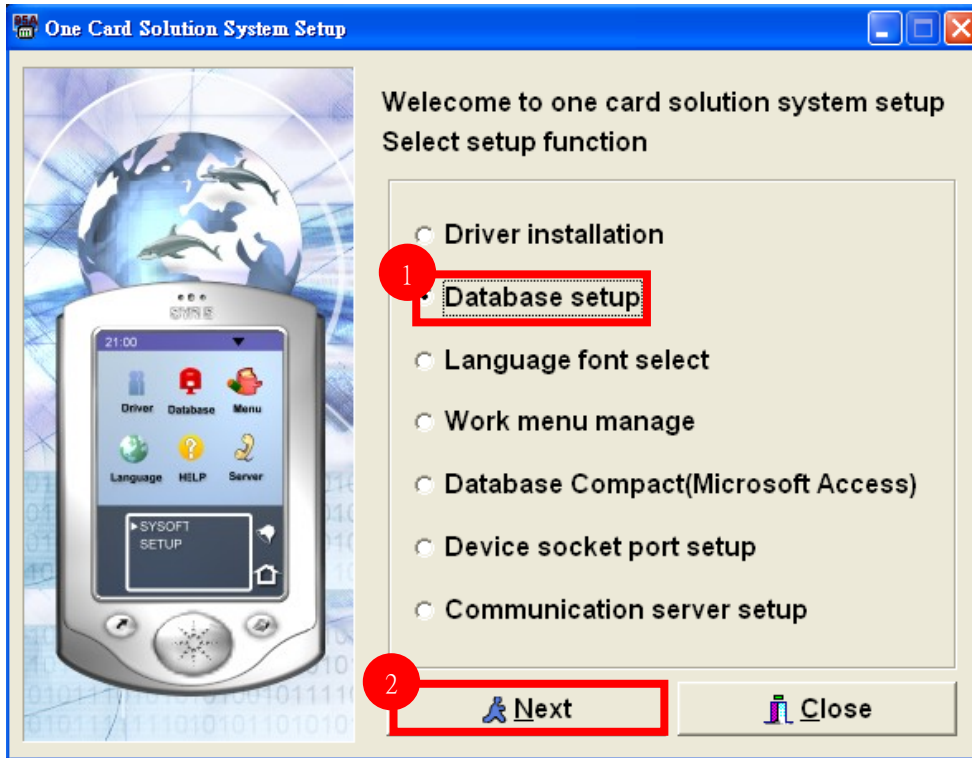 One Card Solution System Setup
Welecome to one card solution system setup
Select setup function
Driver installation
1
Database setup
Language font select
Work menu manage
Database Compact(Microsoft Access)
Device socket port setup
Communication server setup
2
Next
Close
SYRIS
21:00
Driver Database Menu
Language HELP Server
SYSOFT
SETUP